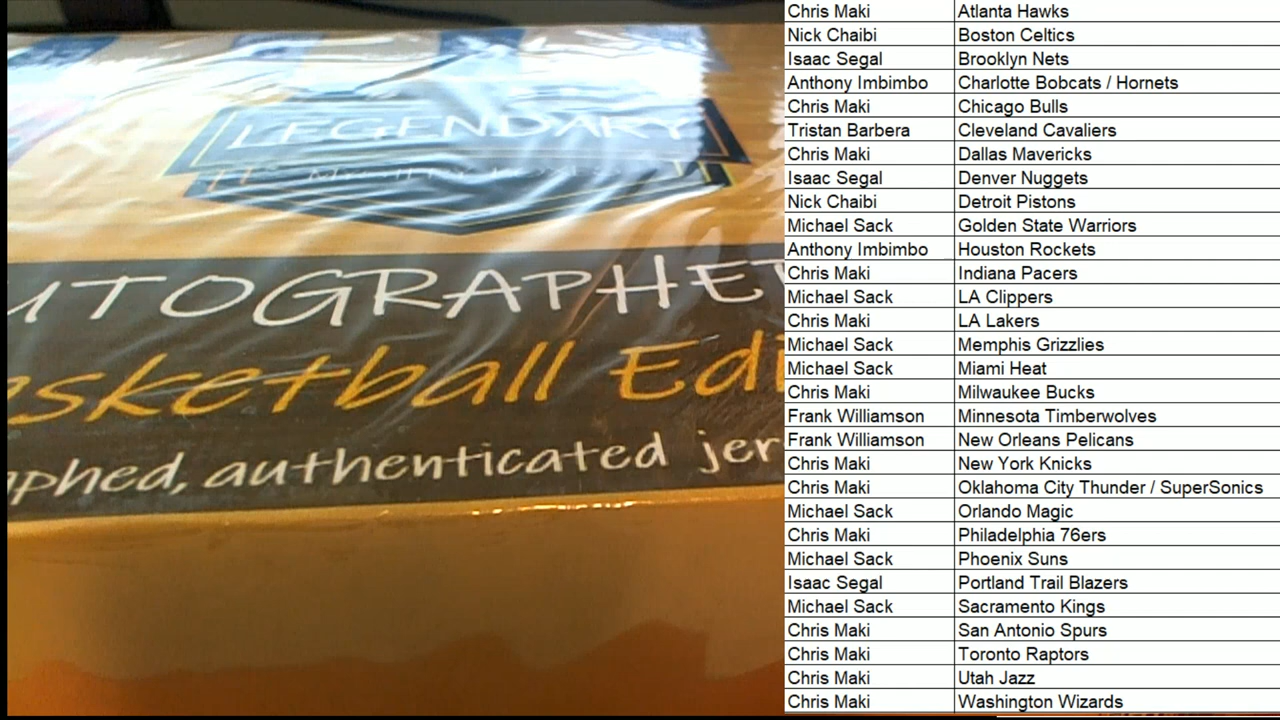 LEGENDARY
UTOGRAPHE
sketball Edi
phed, authenticated jer
Chris Maki Atlanta Hawks
Nick Chaibi Boston Celtics
Isaac Segal Brooklyn Nets
Anthony Imbimbo Charlotte Bobcats / Hornets
Chris Maki Chicago Bulls
Tristan Barbera Cleveland Cavaliers
Chris Maki Dallas Mavericks
Isaac Segal Denver Nuggets
Nick Chaibi Detroit Pistons
Michael Sack Golden State Warriors
Anthony Imbimbo Houston Rockets
Chris Maki Indiana Pacers
Michael Sack LA Clippers
Chris Maki LA Lakers
Michael Sack Memphis Grizzlies
Michael Sack Miami Heat
Chris Maki Milwaukee Bucks
Frank Williamson Minnesota Timberwolves
Frank Williamson New Orleans Pelicans
Chris Maki New York Knicks
Chris Maki Oklahoma City Thunder / SuperSonics
Michael Sack Orlando Magic
Chris Maki Philadelphia 76ers
Michael Sack Phoenix Suns
Isaac Segal Portland Trail Blazers
Michael Sack Sacramento Kings
Chris Maki San Antonio Spurs
Chris Maki Toronto Raptors
Chris Maki Utah Jazz
Chris Maki Washington Wizards